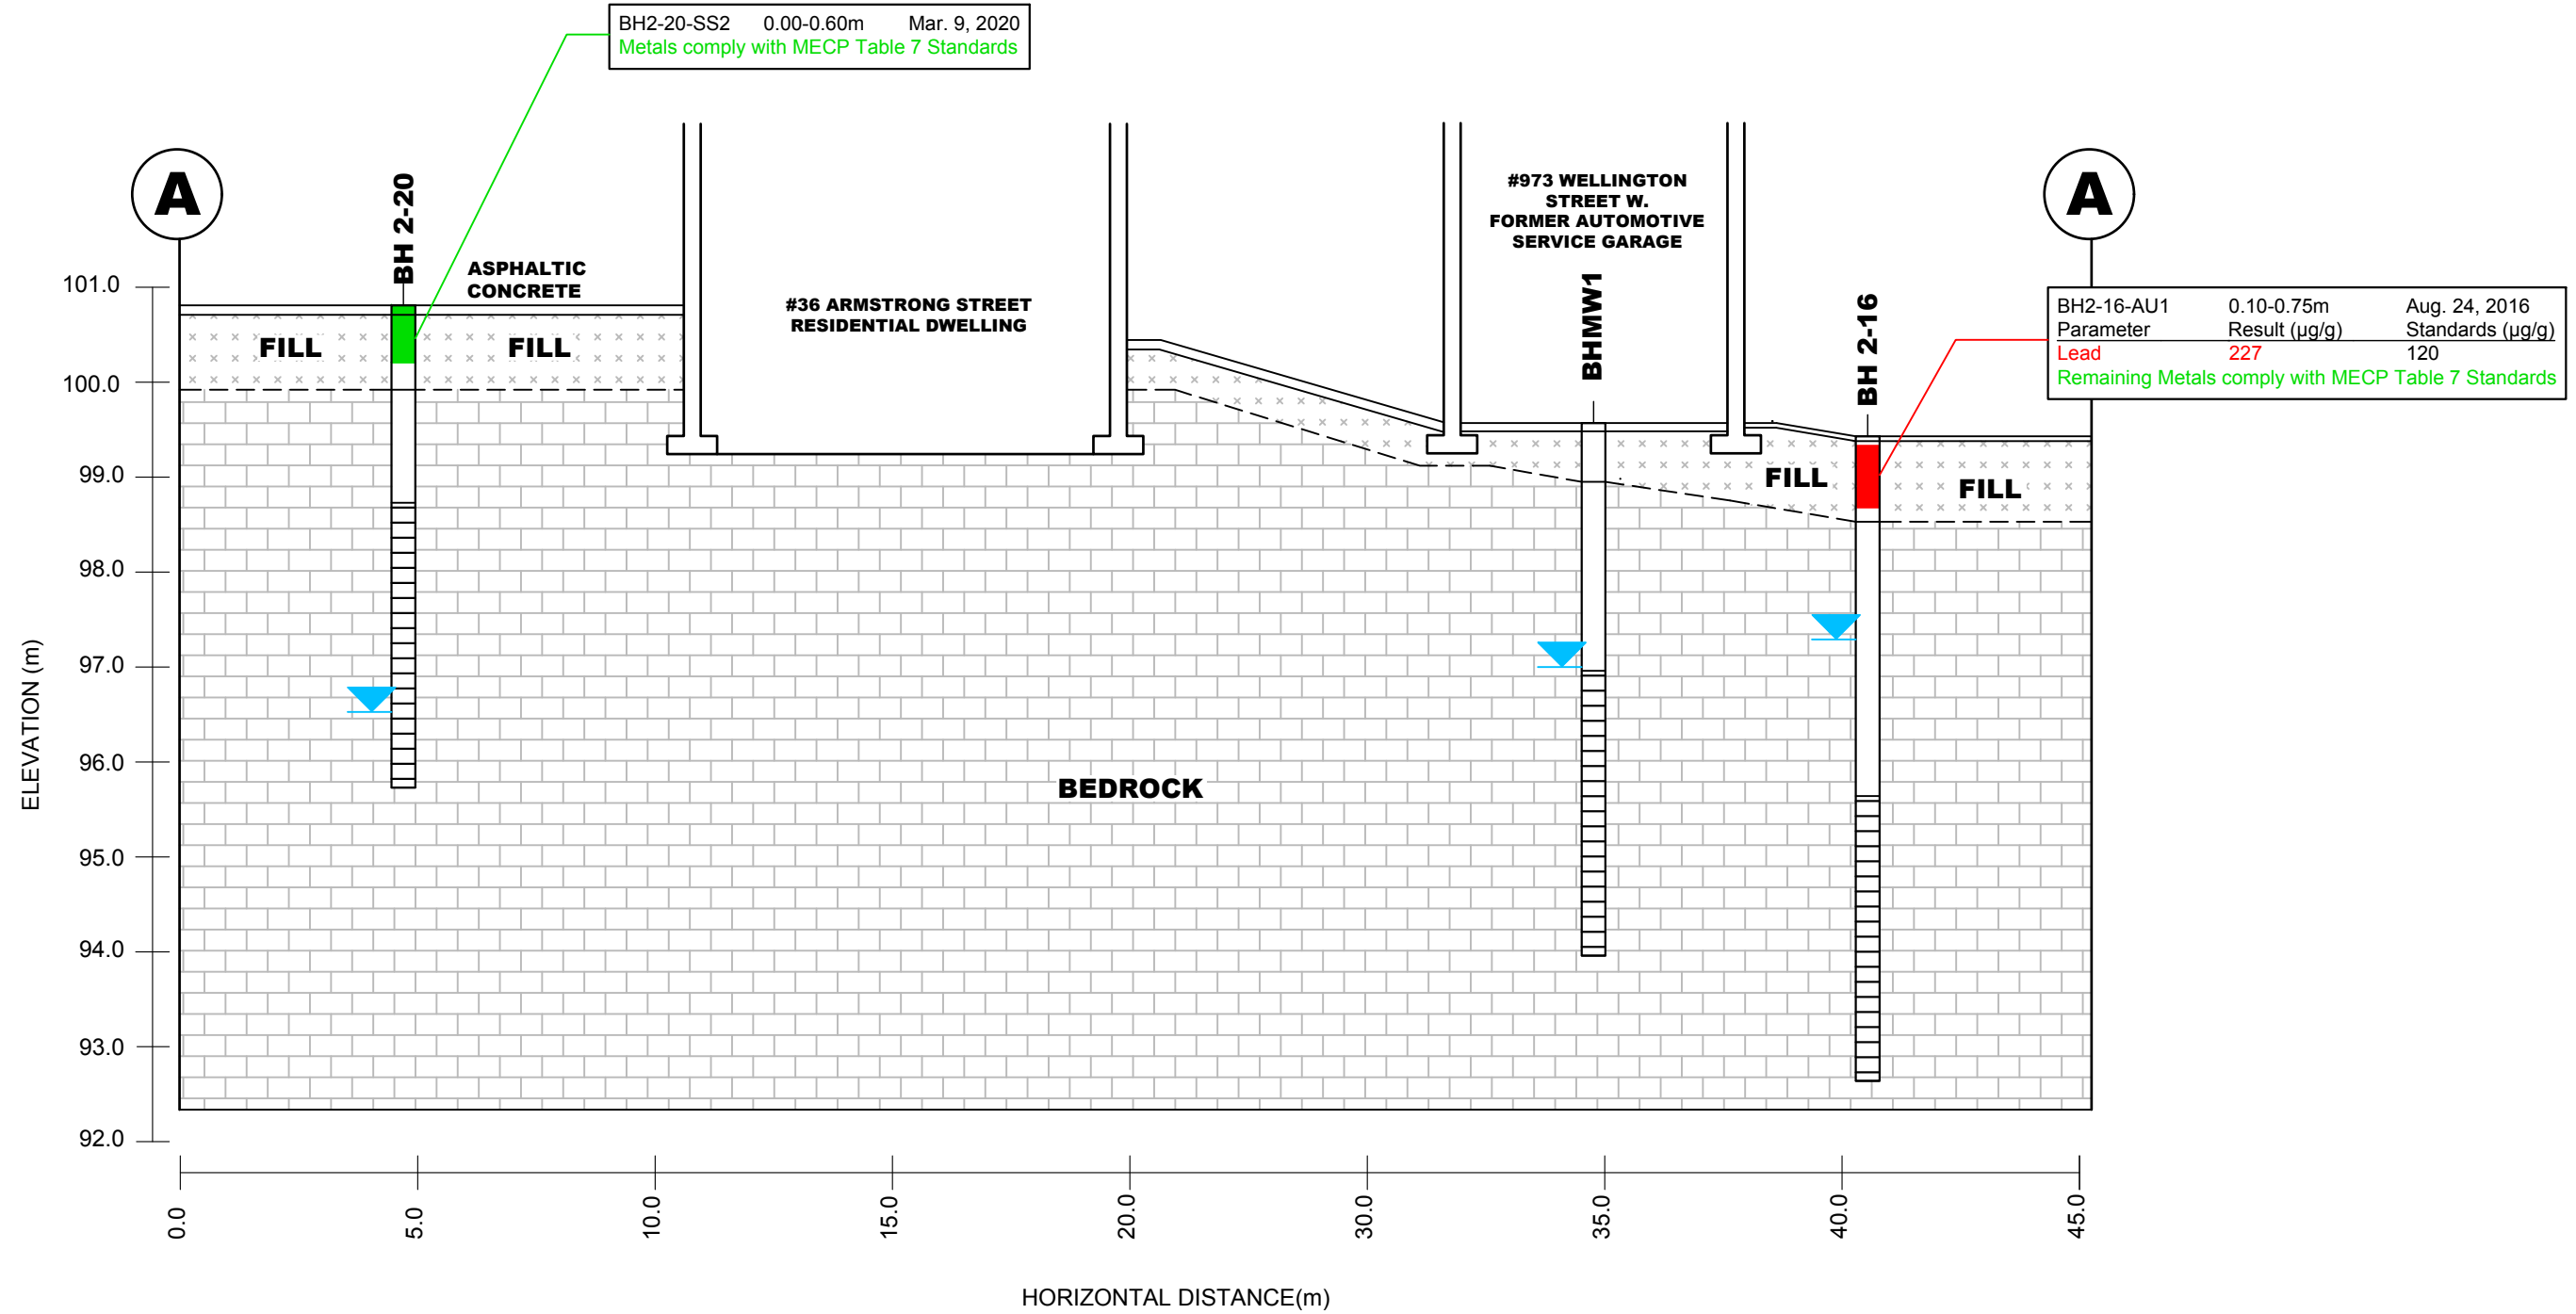 BH2-20-SS2 0.00-0.60m Mar. 9, 2020
Metals comply with MECP Table 7 Standards
A
A
BH 2-20
ASPHALTIC
CONCRETE
#36 ARMSTRONG STREET
RESIDENTIAL DWELLING
#973 WELLINGTON
STREET W.
FORMER AUTOMOTIVE
SERVICE GARAGE
BHMW1
BH 2-16
BH2-16-AU1 0.10-0.75m Aug. 24, 2016
Parameter Result (µg/g) Standards (µg/g)
Lead 227 120
Remaining Metals comply with MECP Table 7 Standards
FILL
FILL
FILL
FILL
BEDROCK
ELEVATION (m)
101.0
100.0
99.0
98.0
97.0
96.0
95.0
94.0
93.0
92.0
0.0
5.0
10.0
15.0
20.0
30.0
35.0
40.0
45.0
HORIZONTAL DISTANCE(m)